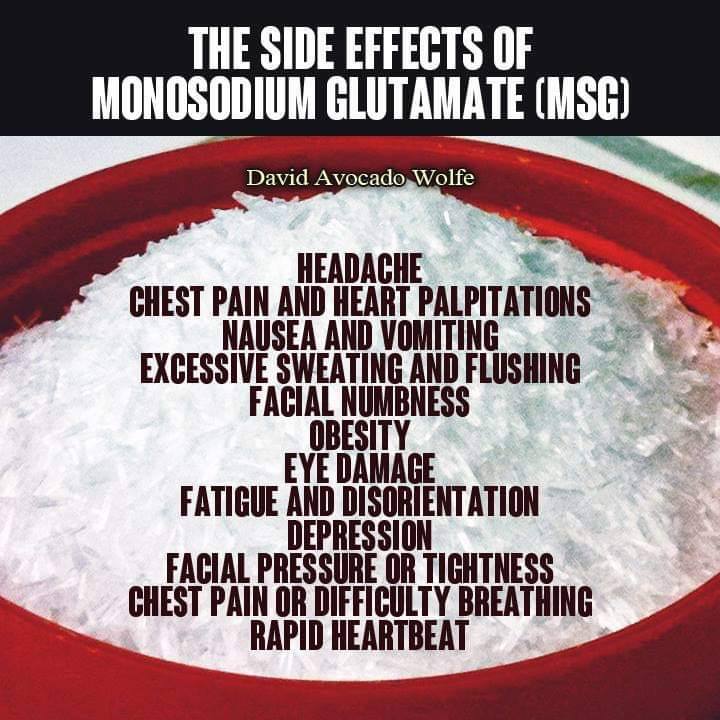 THE SIDE EFFECTS OF
MONOSODIUM GLUTAMATE (MSG)
David Avocado Wolfe
HEADACHE
CHEST PAIN AND HEART PALPITATIONS
NAUSEA AND VOMITING
EXCESSIVE SWEATING AND FLUSHING
FACIAL NUMBNESS
OBESITY
EYE DAMAGE
FATIGUE AND DISORIENTATION
DEPRESSION
FACIAL PRESSURE OR TIGHTNESS
CHEST PAIN OR DIFFICULTY BREATHING
RAPID HEARTBEAT